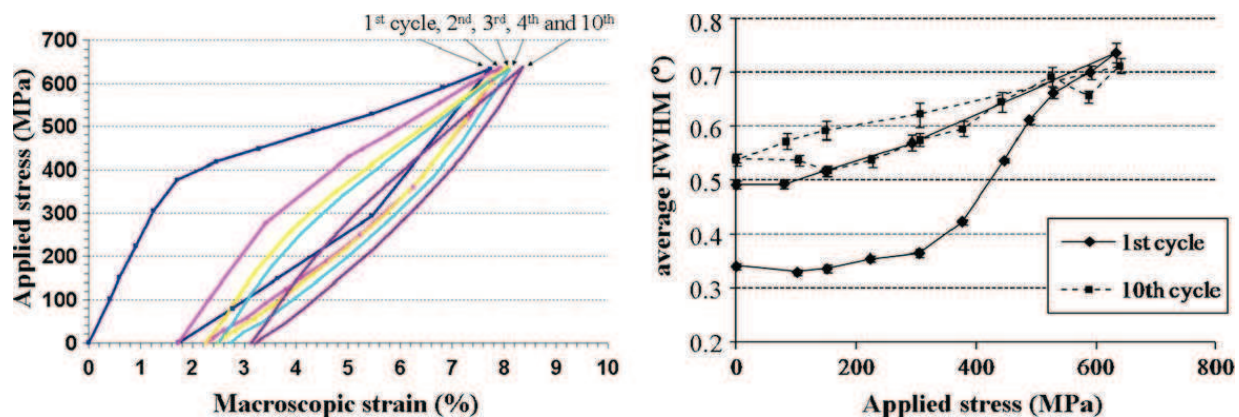 1st cycle, 2nd, 3rd, 4th and 10th
700
600
500
400
300
200
100
0
Applied stress (MPa)
0 1 2 3 4 5 6 7 8 9 10
Macroscopic strain (%)
0.8
0.7
0.6
0.5
0.4
0.3
0.2
average FWHM (°)
1st cycle
10th cycle
0 200 400 600 800
Applied stress (MPa)